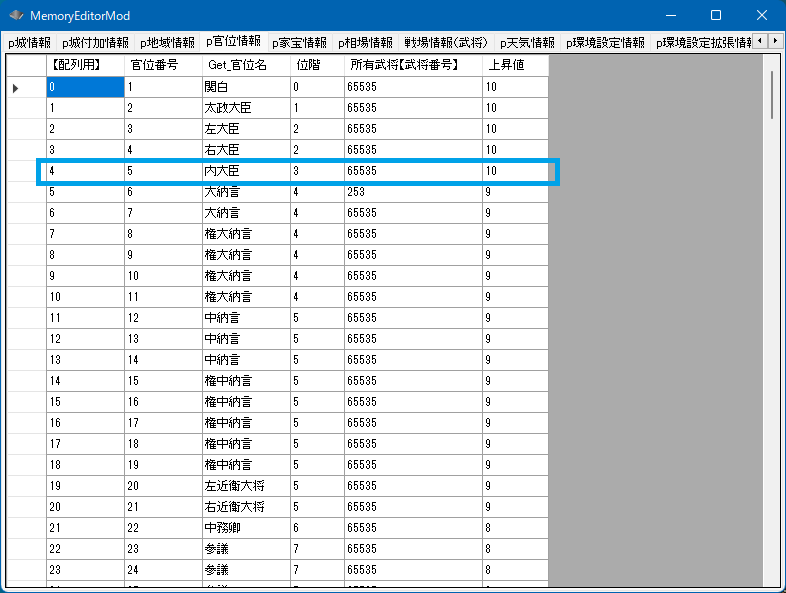 MemoryEditorMod
p城情報 p城付加情報 p地域情報 p官位情報 p家宝情報 p相場情報 戦場情報(武将) p天気情報 p環境設定情報 p環境設定拡張情報
【配列用】 官位番号 Get_官位名 位階 所有武将【武将番号】 上昇値
0 1 関白 0 65535 10
1 2 太政大臣 1 65535 10
2 3 左大臣 2 65535 10
3 4 右大臣 2 65535 10
4 5 内大臣 3 65535 10
5 6 大納言 4 253 9
6 7 大納言 4 65535 9
7 8 権大納言 4 65535 9
8 9 権大納言 4 65535 9
9 10 権大納言 4 65535 9
10 11 権大納言 4 65535 9
11 12 中納言 5 65535 9
12 13 中納言 5 65535 9
13 14 中納言 5 65535 9
14 15 権中納言 5 65535 9
15 16 権中納言 5 65535 9
16 17 権中納言 5 65535 9
17 18 権中納言 5 65535 9
18 19 権中納言 5 65535 9
19 20 左近衛大将 5 65535 9
20 21 右近衛大将 5 65535 9
21 22 中務卿 6 65535 8
22 23 参議 7 65535 8
23 24 参議 7 65535 8